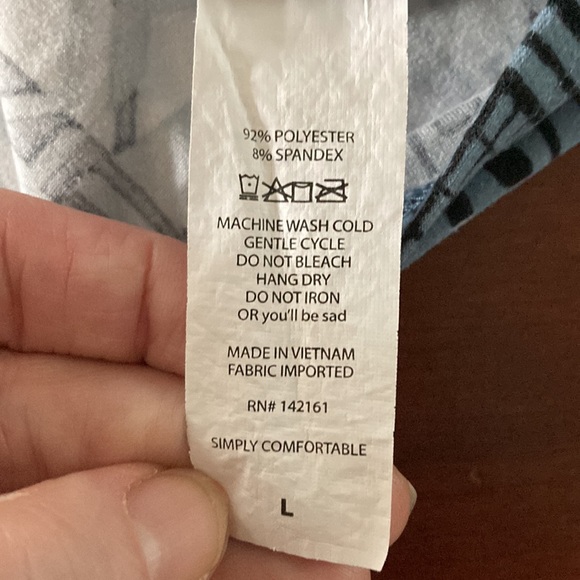 92% POLYESTER
8% SPANDEX
MACHINE WASH COLD
GENTLE CYCLE
DO NOT BLEACH
HANG DRY
DO NOT IRON
OR you'll be sad
MADE IN VIETNAM
FABRIC IMPORTED
RN# 142161
SIMPLY COMFORTABLE
L